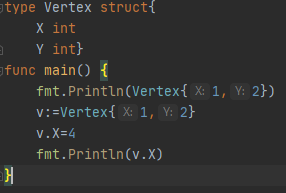 type Vertex struct{
    X int
    Y int}
func main() {
    fmt.Println(Vertex{ X: 1, Y: 2})
    v:=Vertex{ X: 1, Y: 2}
    v.X=4
    fmt.Println(v.X)
}